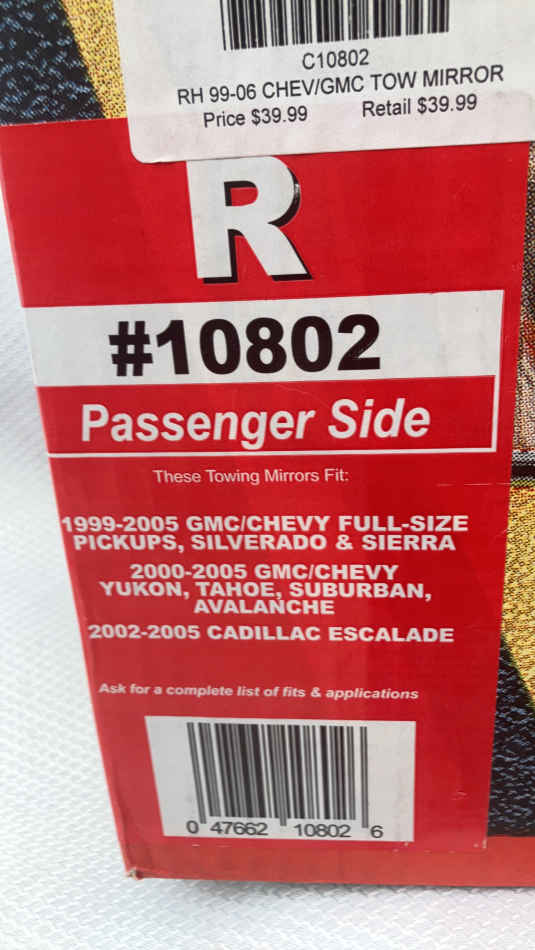 C10802
RH 99-06 CHEV/GMC TOW MIRROR
Price $39.99 Retail $39.99
R
#10802
Passenger Side
These Towing Mirrors Fit:
1999-2005 GMC/CHEVY FULL-SIZE
PICKUPS, SILVERADO & SIERRA
2000-2005 GMC/CHEVY
YUKON, TAHOE, SUBURBAN,
AVALANCHE
2002-2005 CADILLAC ESCALADE
Ask for a complete list of fits & applications
0 47662 10802 6